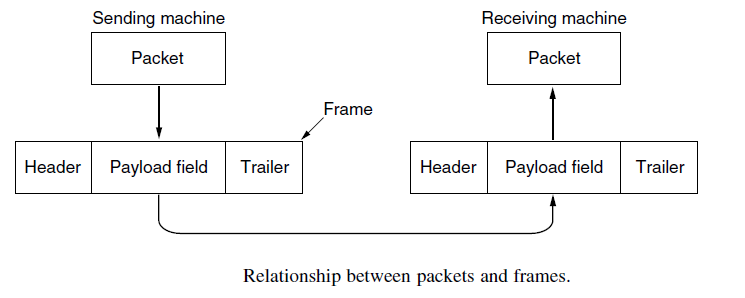 Sending machine
Receiving machine
Packet
Packet
Frame
Header Payload field Trailer
Header Payload field Trailer
Relationship between packets and frames.